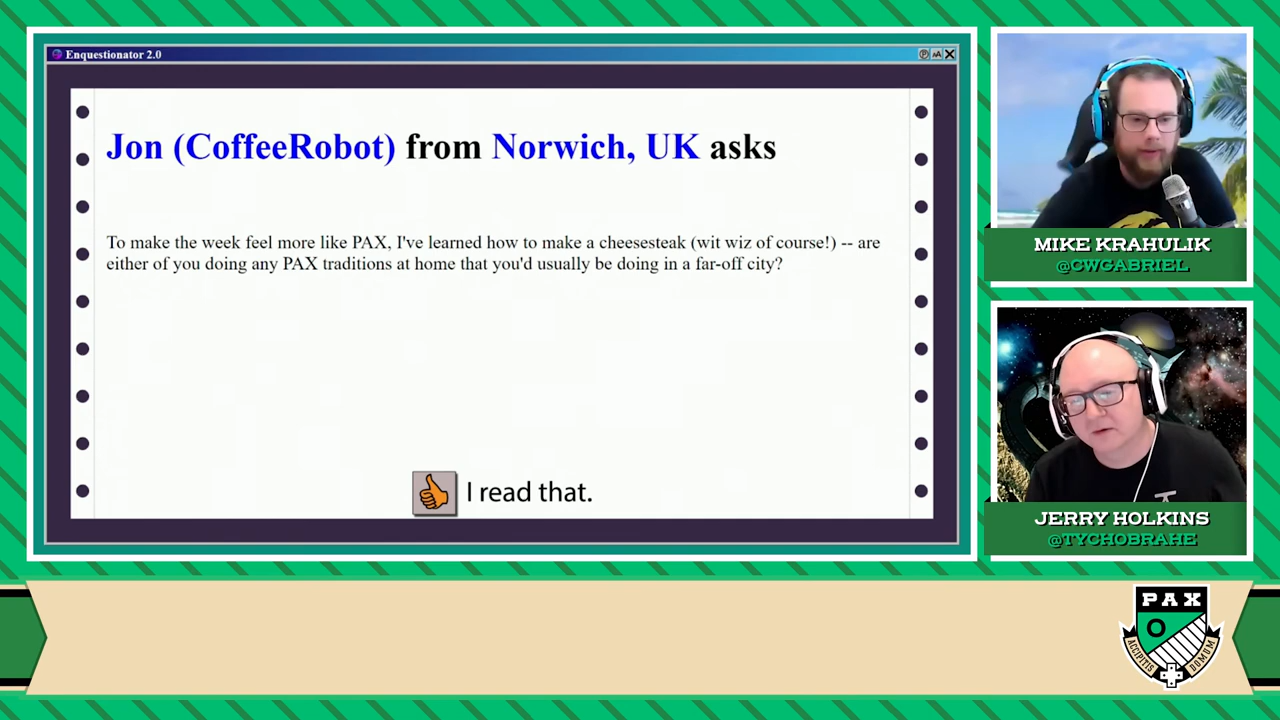 Enquestionator 2.0
Jon (CoffeeRobot) from Norwich, UK asks
To make the week feel more like PAX, I've learned how to make a cheesesteak (wit wiz of course!) -- are
either of you doing any PAX traditions at home that you'd usually be doing in a far-off city?
I read that.
MIKE KRAHULIK
@CWGABRIEL
JERRY HOLKINS
@TYCHOBRAHE
PAX
ACCIPITIS
DOMUM